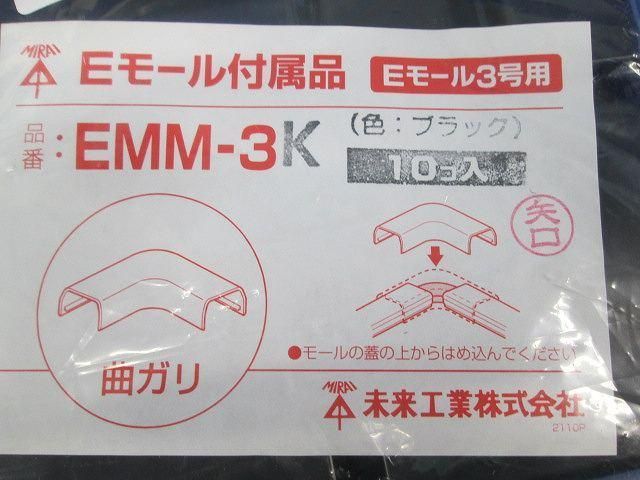 MIRAI
Eモール付属品 Eモール3号用
品番:EMM-3K (色:ブラック)
10コ入
矢口
曲ガリ
●モールの蓋の上からはめ込んでください
MIRAI 未来工業株式会社
2110P